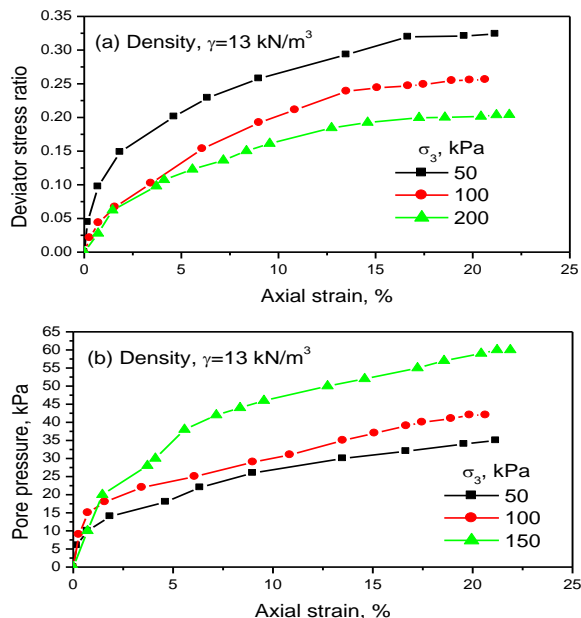 (a) Density, γ=13 kN/m³
Deviator stress ratio
0.35
0.30
0.25
0.20
0.15
0.10
0.05
0.00
σ₃, kPa
50
100
200
0 5 10 15 20 25
Axial strain, %
(b) Density, γ=13 kN/m³
Pore pressure, kPa
65
60
55
50
45
40
35
30
25
20
15
10
5
0
σ₃, kPa
50
100
150
0 5 10 15 20 25
Axial strain, %